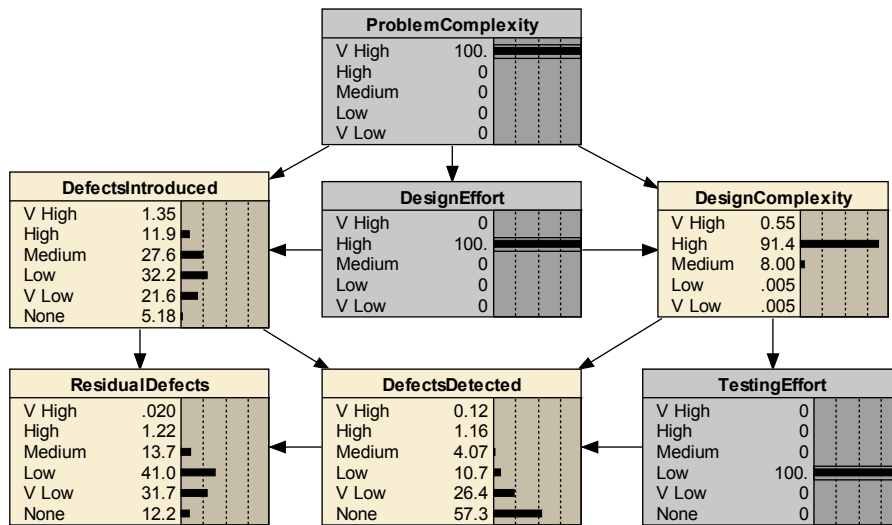 ProblemComplexity
V High 100.
High 0
Medium 0
Low 0
V Low 0
DefectsIntroduced
V High 1.35
High 11.9
Medium 27.6
Low 32.2
V Low 21.6
None 5.18
DesignEffort
V High 0
High 100.
Medium 0
Low 0
V Low 0
DesignComplexity
V High 0.55
High 91.4
Medium 8.00
Low .005
V Low .005
ResidualDefects
V High .020
High 1.22
Medium 13.7
Low 41.0
V Low 31.7
None 12.2
DefectsDetected
V High 0.12
High 1.16
Medium 4.07
Low 10.7
V Low 26.4
None 57.3
TestingEffort
V High 0
High 0
Medium 0
Low 100.
V Low 0
None 0